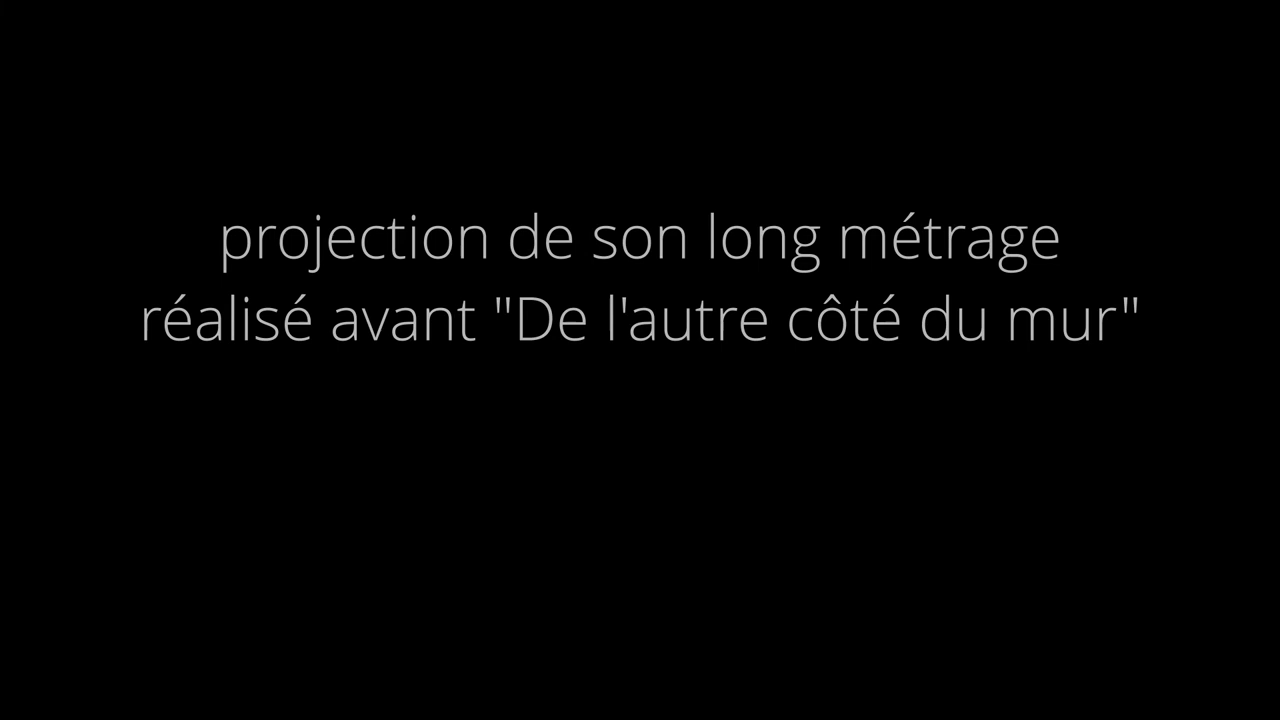 projection de son long métrage
réalisé avant "De l'autre côté du mur"